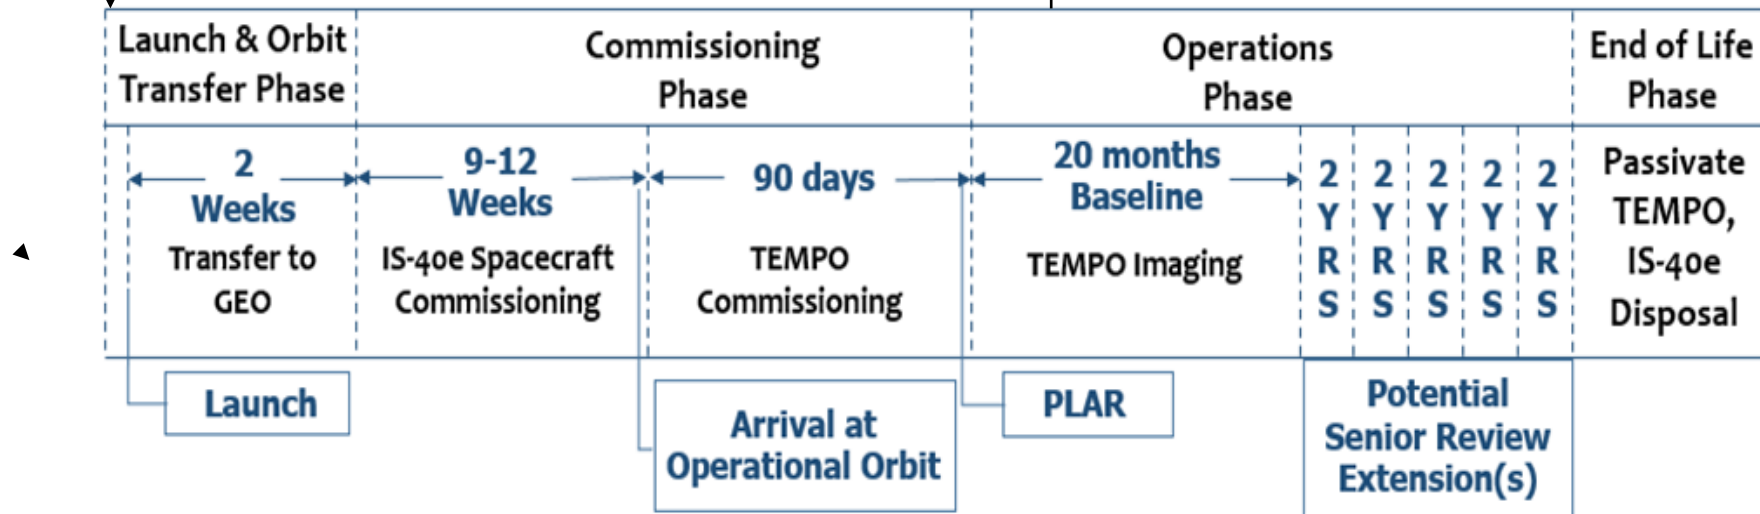 Launch & Orbit
Transfer Phase
Commissioning
Phase
Operations
Phase
End of Life
Phase
2
Weeks
Transfer to
GEO
9-12
Weeks
IS-40e Spacecraft
Commissioning
90 days
TEMPO
Commissioning
20 months
Baseline
TEMPO Imaging
2
Y
R
S
2
Y
R
S
2
Y
R
S
2
Y
R
S
2
Y
R
S
Passivate
TEMPO,
IS-40e
Disposal
Launch
Arrival at
Operational Orbit
PLAR
Potential
Senior Review
Extension(s)